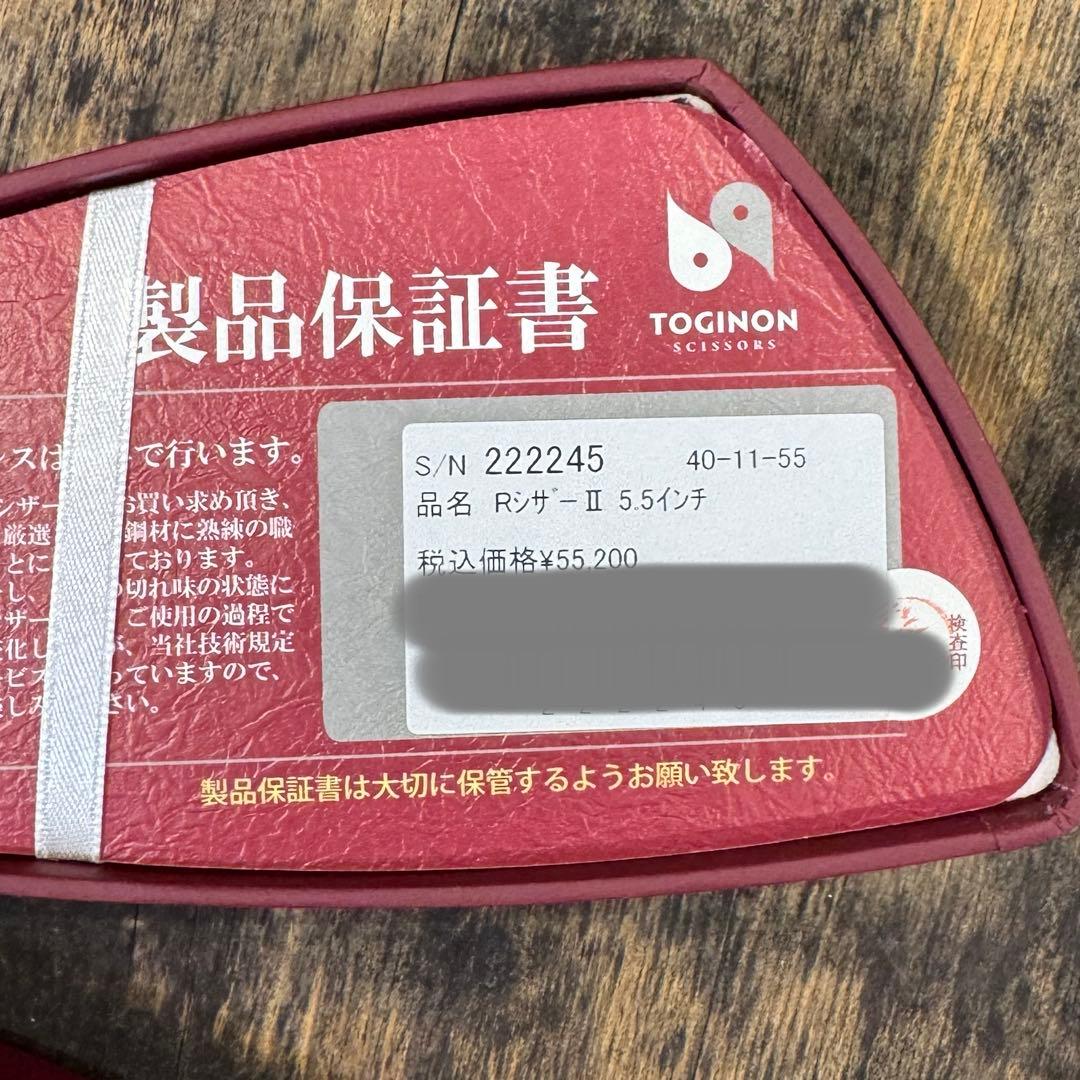 製品保証書
TOGINON
SCISSORS
ンスは で行います。
シザー お買い求め頂き、
厳選 鋼材に熟練の職
とに ております。
し、 切れ味の状態に
ザー ご使用の過程で
化し が、当社技術規定
ビス っていますので、
しみ さい。
S/N 222245 40-11-55
品名 RシザーⅡ 5.5インチ
税込価格¥55,200
検査印
製品保証書は大切に保管するようお願い致します。